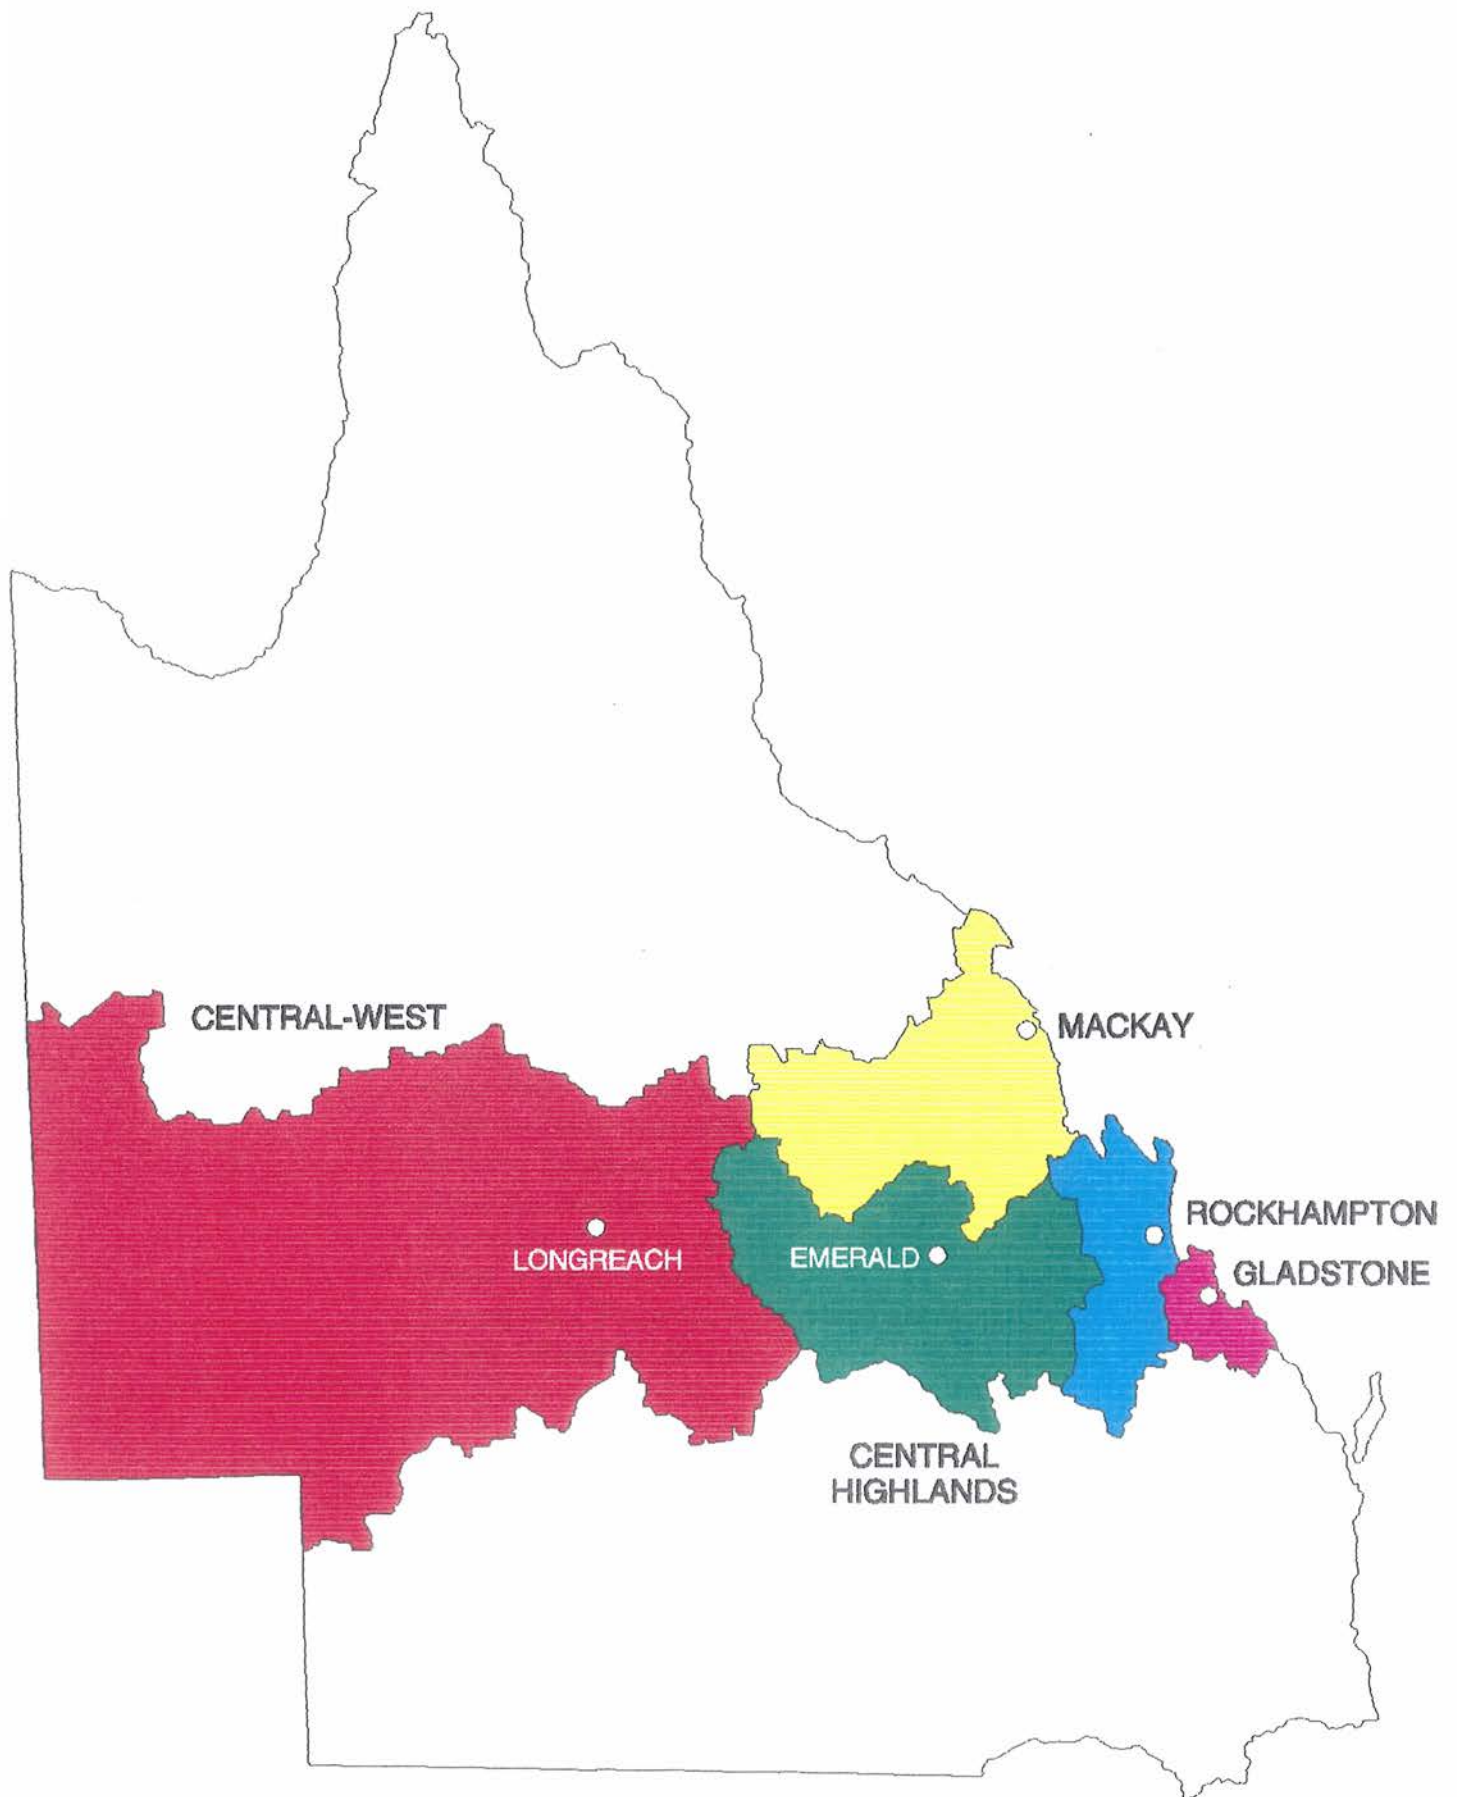 CENTRAL-WEST
MACKAY
ROCKHAMPTON
LONGREACH
EMERALD
GLADSTONE
CENTRAL
HIGHLANDS